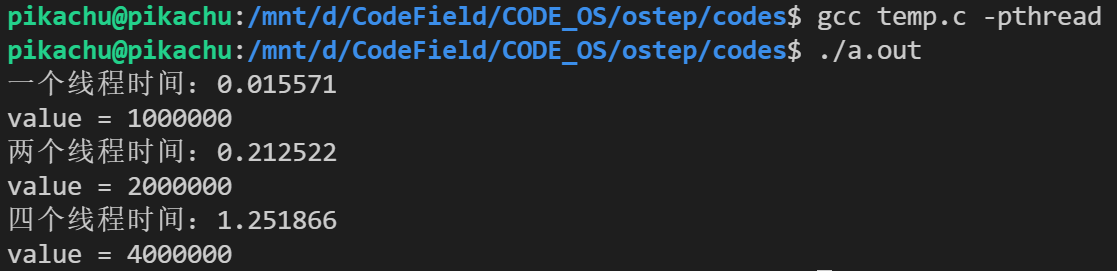 pikachu@pikachu:/mnt/d/CodeField/CODE_OS/ostep/codes$ gcc temp.c -pthread
pikachu@pikachu:/mnt/d/CodeField/CODE_OS/ostep/codes$ ./a.out
一个线程时间：0.015571
value = 1000000
两个线程时间：0.212522
value = 2000000
四个线程时间：1.251866
value = 4000000